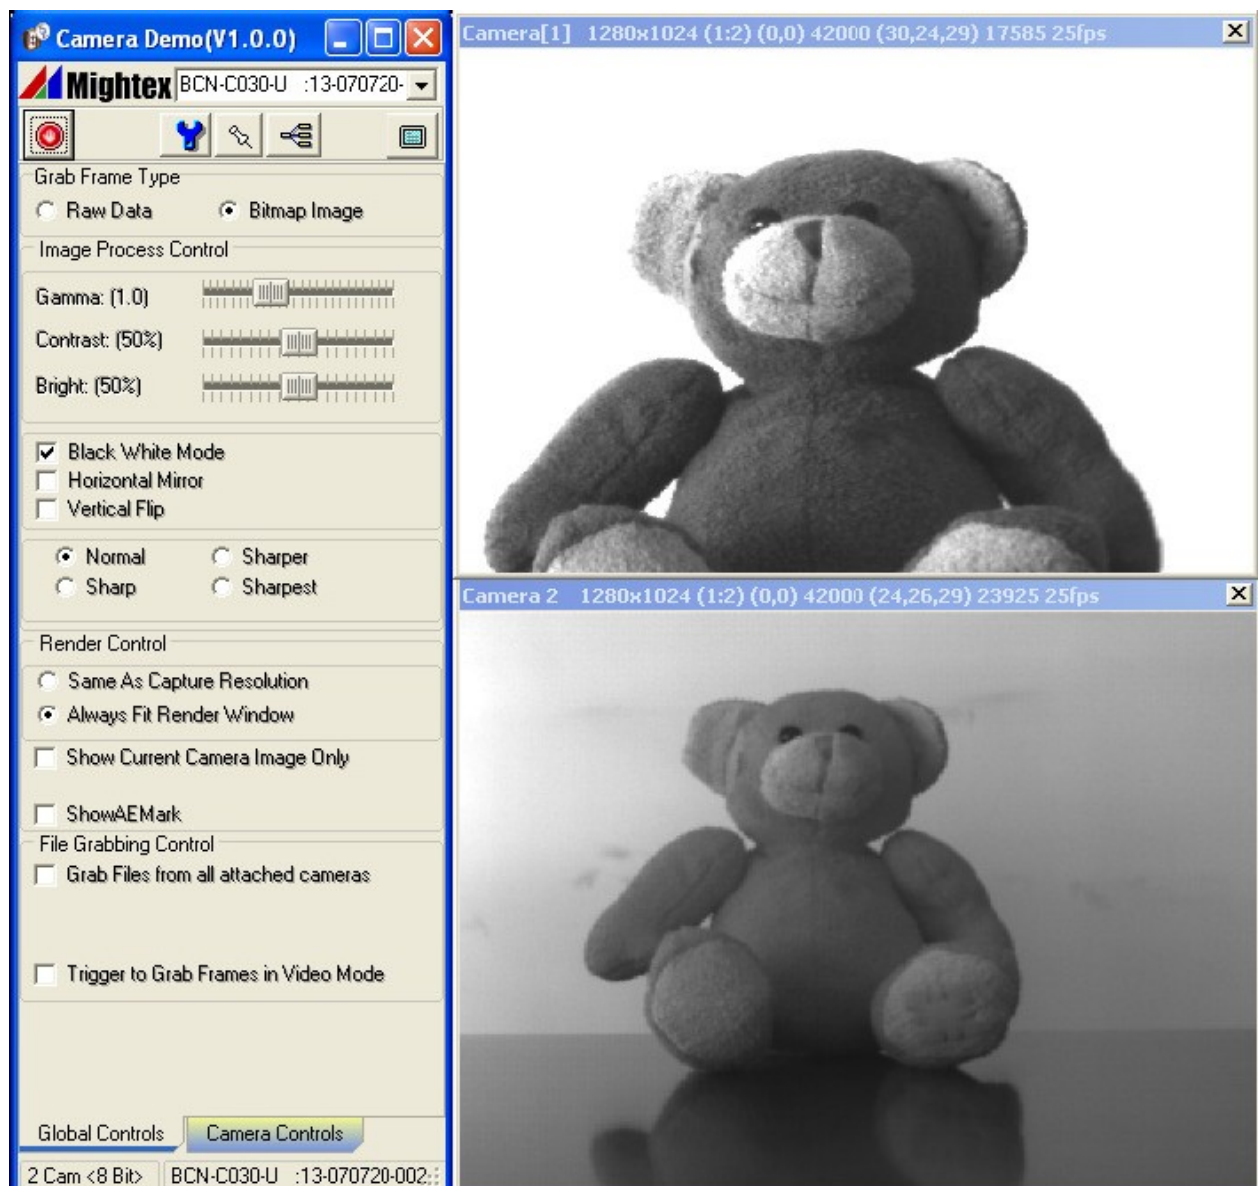 Camera Demo(V1.0.0)
Mightex BCN-C030-U :13-070720-
Grab Frame Type
Raw Data Bitmap Image
Image Process Control
Gamma: (1.0)
Contrast: (50%)
Bright: (50%)
Black White Mode
Horizontal Mirror
Vertical Flip
Normal Sharper
Sharp Sharpest
Render Control
Same As Capture Resolution
Always Fit Render Window
Show Current Camera Image Only
ShowAEMark
File Grabbing Control
Grab Files from all attached cameras
Trigger to Grab Frames in Video Mode
Global Controls Camera Controls
2 Cam <8 Bit> BCN-C030-U :13-070720-002
Camera[1] 1280x1024 (1:2) (0,0) 42000 (30,24,29) 17585 25fps
Camera 2 1280x1024 (1:2) (0,0) 42000 (24,26,29) 23925 25fps